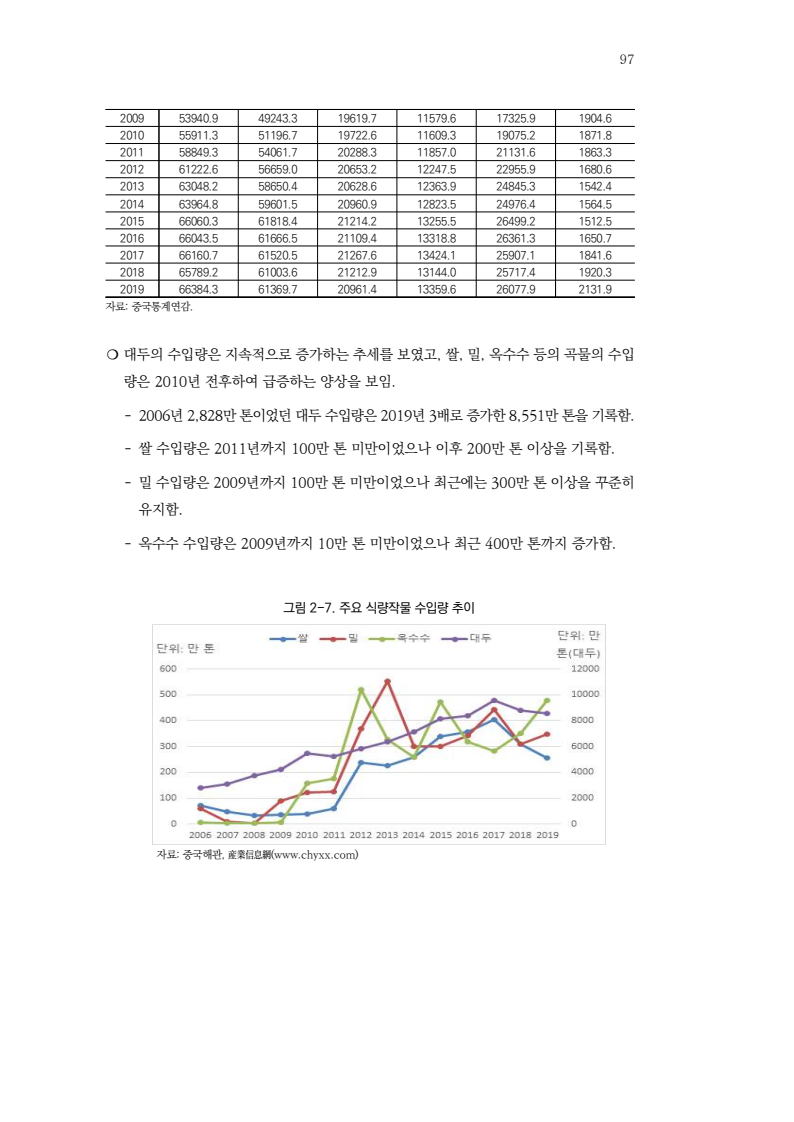 97
2009 53940.9 49243.3 19619.7 11579.6 17325.9 1904.6
2010 55911.3 51196.7 19722.6 11609.3 19075.2 1871.8
2011 58849.3 54061.7 20288.3 11857.0 21131.6 1863.3
2012 61222.6 56659.0 20653.2 12247.5 22955.9 1680.6
2013 63048.2 58650.4 20628.6 12363.9 24845.3 1542.4
2014 63964.8 59601.5 20960.9 12823.5 24976.4 1564.5
2015 66060.3 61818.4 21214.2 13255.5 26499.2 1512.5
2016 66043.5 61666.5 21109.4 13318.8 26361.3 1650.7
2017 66160.7 61520.5 21267.6 13424.1 25907.1 1841.6
2018 65789.2 61003.6 21212.9 13144.0 25717.4 1920.3
2019 66384.3 61369.7 20961.4 13359.6 26077.9 2131.9
자료: 중국통계연감.
❍ 대두의 수입량은 지속적으로 증가하는 추세를 보였고, 쌀, 밀, 옥수수 등의 곡물의 수입
량은 2010년 전후하여 급증하는 양상을 보임.
- 2006년 2,828만 톤이었던 대두 수입량은 2019년 3배로 증가한 8,551만 톤을 기록함.
- 쌀 수입량은 2011년까지 100만 톤 미만이었으나 이후 200만 톤 이상을 기록함.
- 밀 수입량은 2009년까지 100만 톤 미만이었으나 최근에는 300만 톤 이상을 꾸준히
유지함.
- 옥수수 수입량은 2009년까지 10만 톤 미만이었으나 최근 400만 톤까지 증가함.
그림 2-7. 주요 식량작물 수입량 추이
쌀 밀 옥수수 대두
단위: 만 톤
단위: 만
톤(대두)
600 12000
500 10000
400 8000
300 6000
200 4000
100 2000
0 0
2006 2007 2008 2009 2010 2011 2012 2013 2014 2015 2016 2017 2018 2019
자료: 중국해관, 産業信息網(www.chyxx.com)